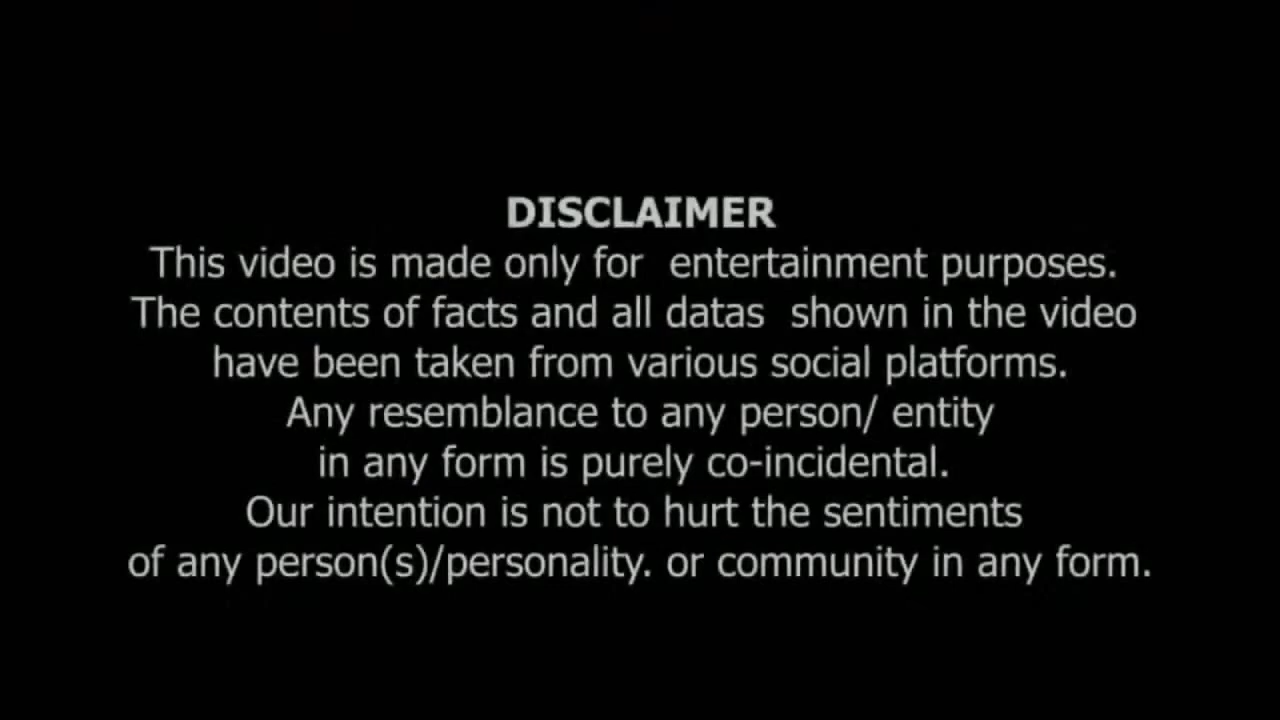 DISCLAIMER
This video is made only for  entertainment purposes.
The contents of facts and all datas  shown in the video
have been taken from various social platforms.
Any resemblance to any person/ entity
in any form is purely co-incidental.
Our intention is not to hurt the sentiments
of any person(s)/personality. or community in any form.